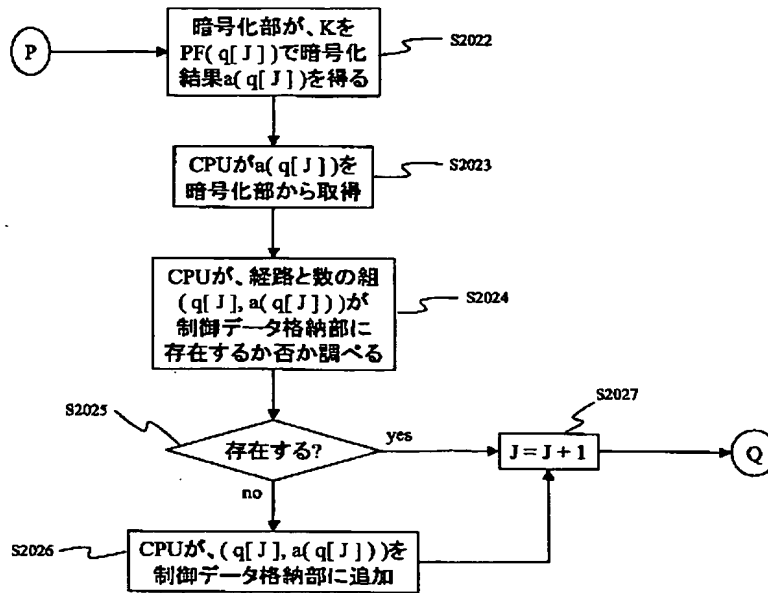 P
暗号化部が、Kを
PF( q[ J ] )で暗号化
結果a( q[ J ] )を得る
S2022
CPUがa( q[ J ] )を
暗号化部から取得
S2023
CPUが、経路と数の組
( q[ J ], a( q[ J ] ) )が
制御データ格納部に
存在するか否か調べる
S2024
S2025
存在する?
yes
no
S2027
J = J + 1
Q
S2026
CPUが、( q[ J ], a( q[ J ] ) )を
制御データ格納部に追加